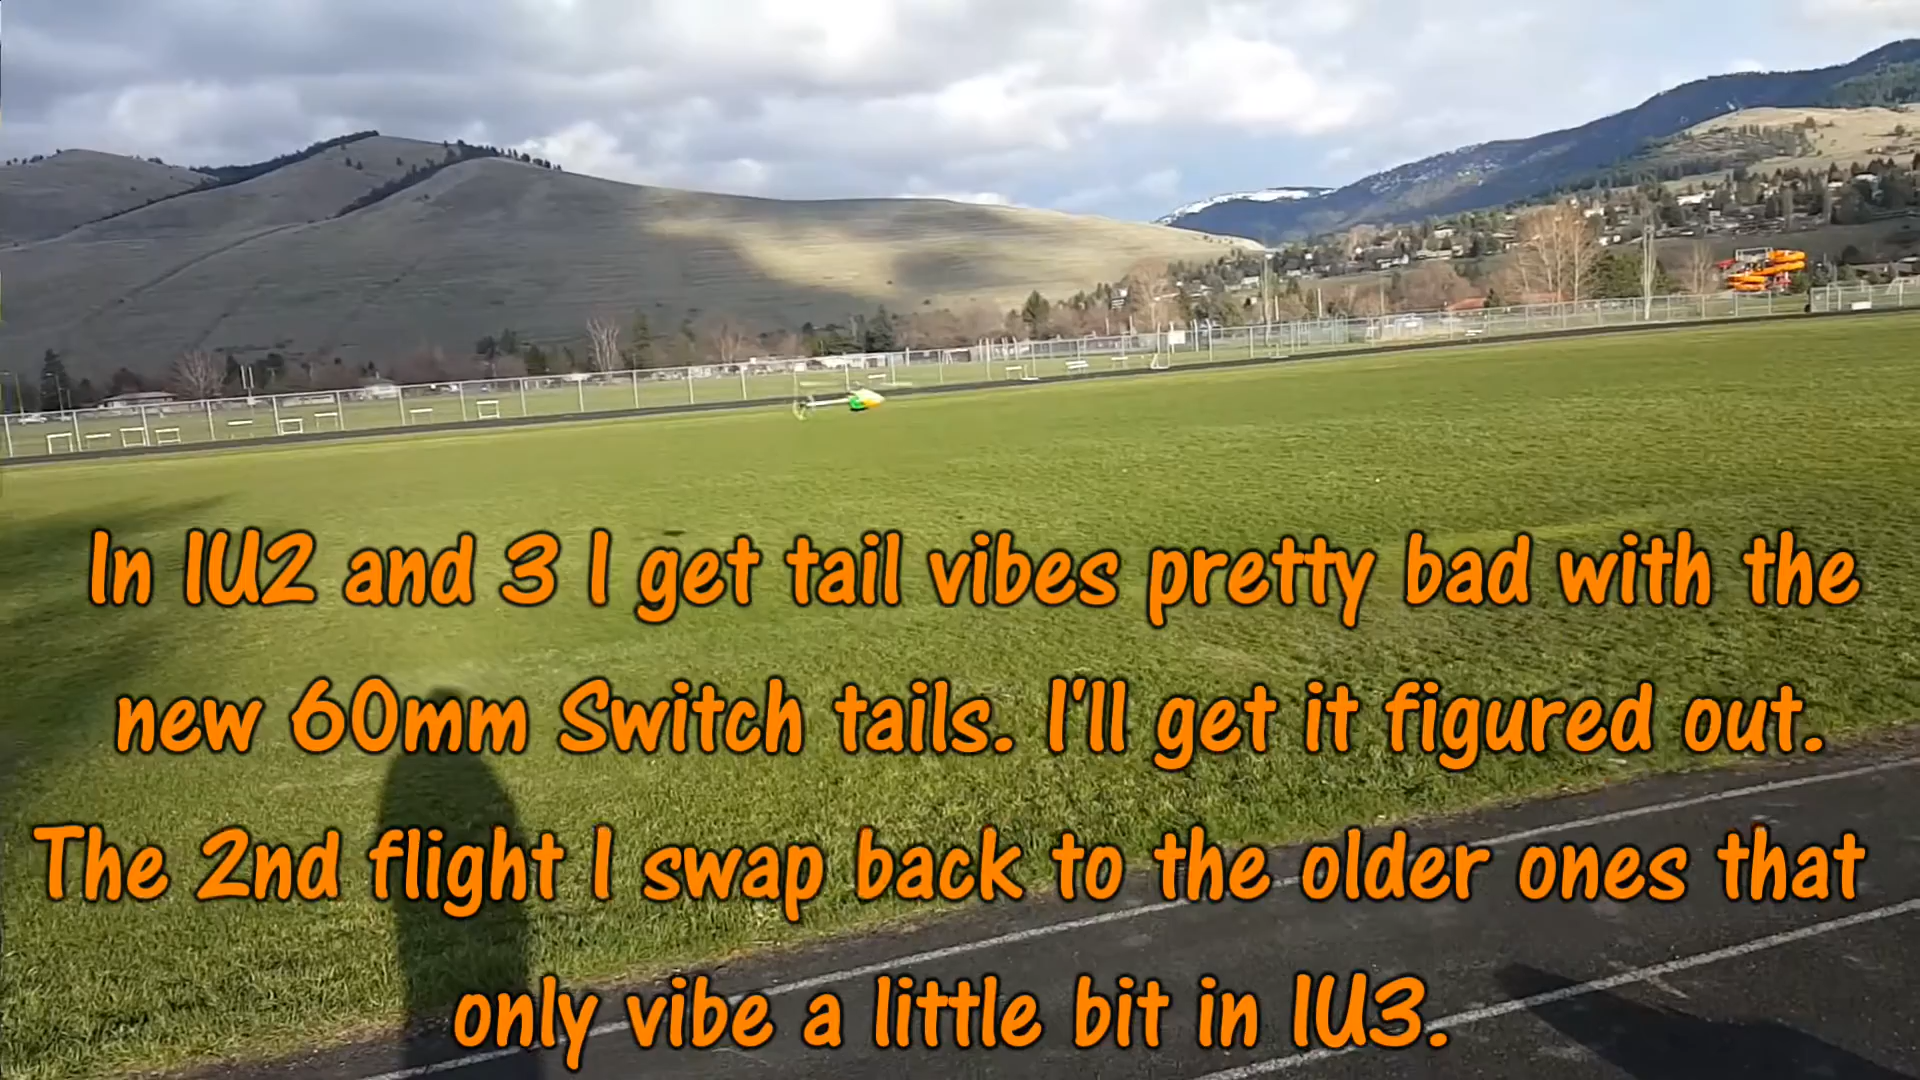 In IU2 and 3 I get tail vibes pretty bad with the
new 60mm Switch tails. I'll get it figured out.
The 2nd flight I swap back to the older ones that
only vibe a little bit in IU3.